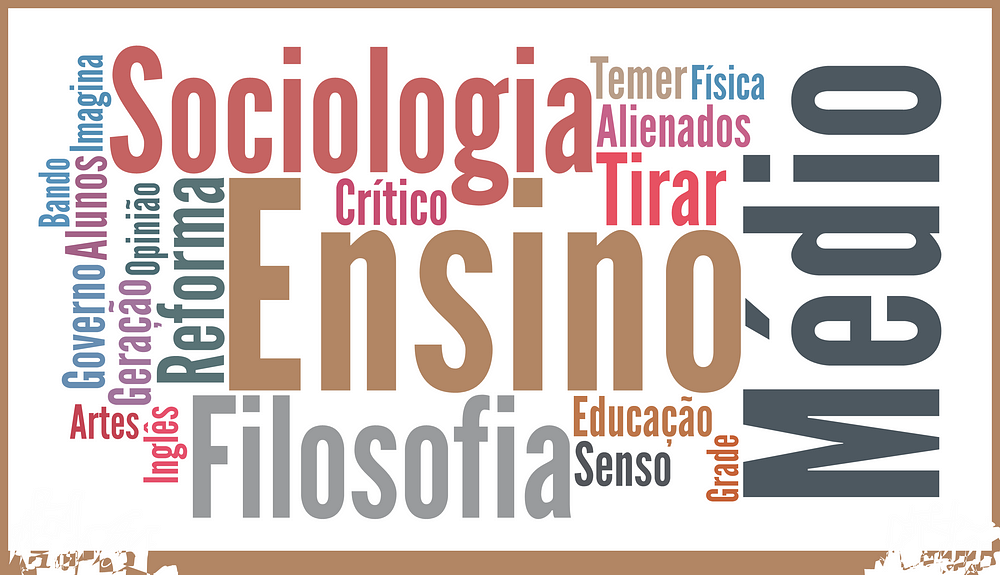 Sociologia
Temer
Física
Alienados
Tirar
Médio
Imagina
Bando
Alunos
Opinião
Reforma
Crítico
Ensino
Governo
Geração
Artes
Inglês
Filosofia
Educação
Senso
Grade